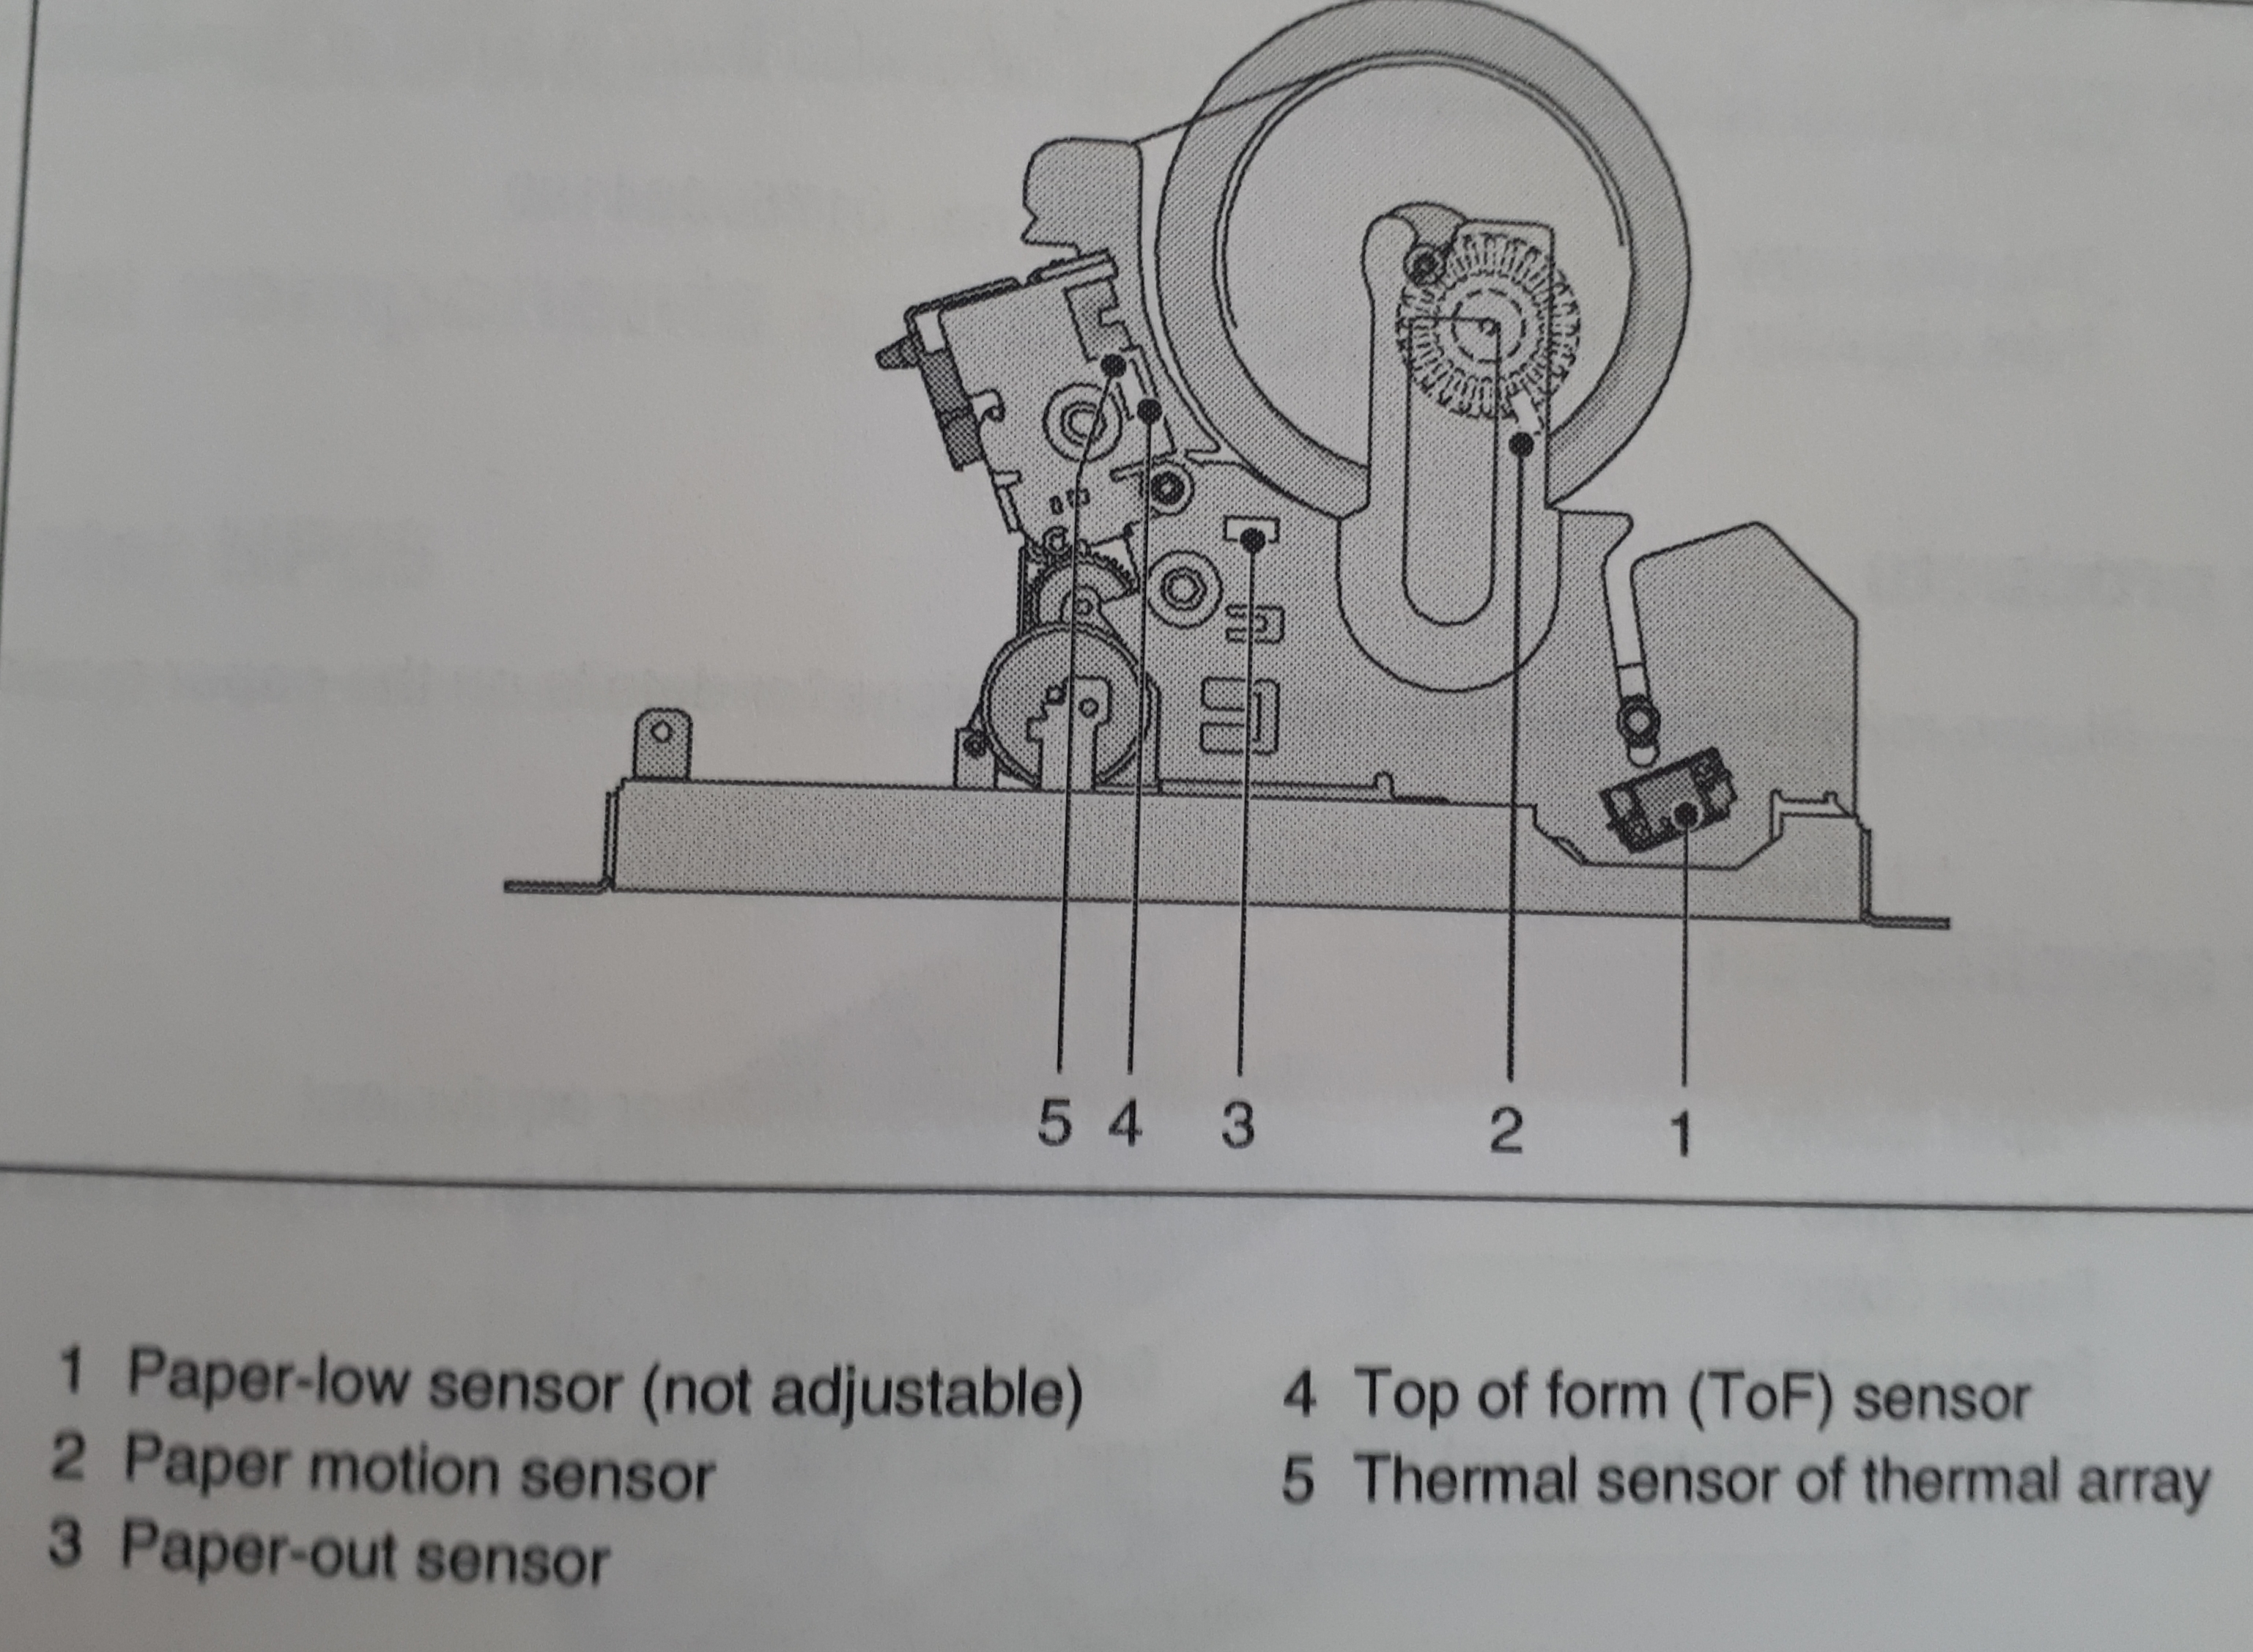 5 4 3 2 1
1 Paper-low sensor (not adjustable)
2 Paper motion sensor
3 Paper-out sensor
4 Top of form (ToF) sensor
5 Thermal sensor of thermal array